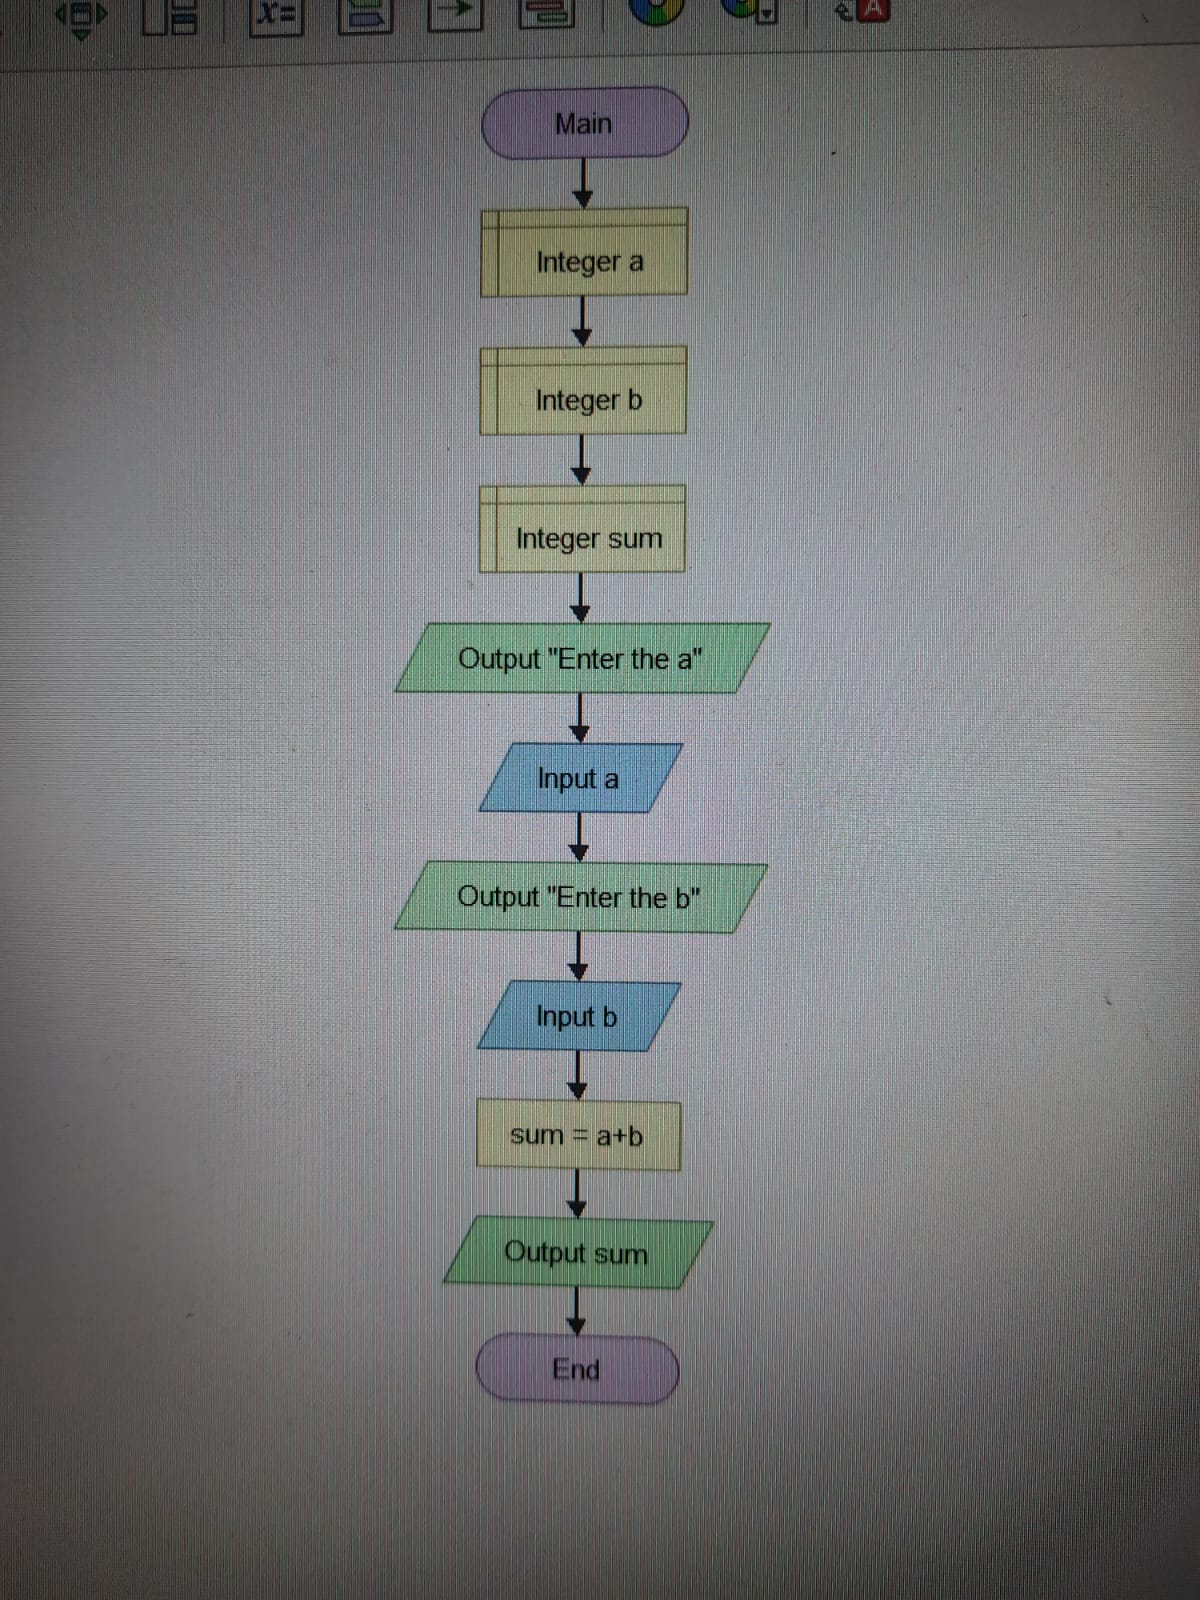 x=
A
Main
Integer a
Integer b
Integer sum
Output "Enter the a"
Input a
Output "Enter the b"
Input b
sum = a+b
Output sum
End